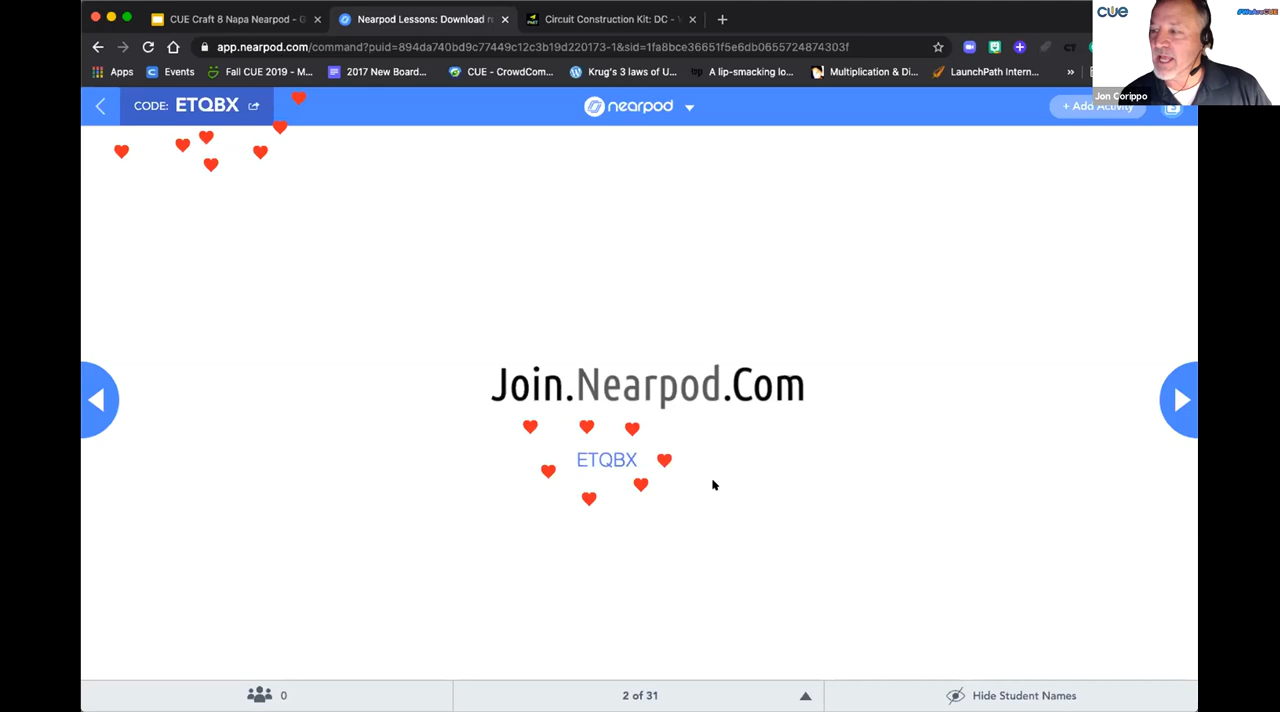 CUE Craft 8 Napa Nearpod - G
Nearpod Lessons: Download r
Circuit Construction Kit: DC -
app.nearpod.com/command?puid=894da740bd9c77449c12c3b19d220173-1&sid=1fa8bce36651f5e6db0655724874303f
Apps
Events
Fall CUE 2019 - M...
2017 New Board...
CUE - CrowdCom...
Krug's 3 laws of U...
A lip-smacking lo...
Multiplication & Di...
LaunchPath Intern...
»
CUE
#WeAreCUE
Jon Corippo
CODE: ETQBX
nearpod
+ Add Activity
Join.Nearpod.Com
ETQBX
0
2 of 31
Hide Student Names